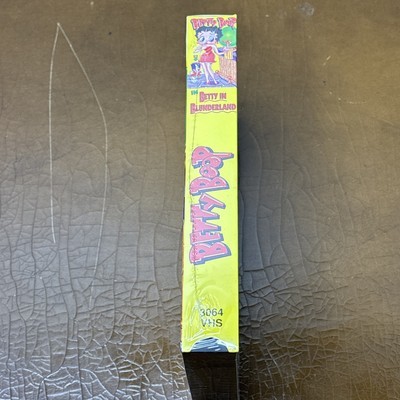 BETTY BOOP
BETTY IN
BLUNDERLAND
BETTY BOOP
3064
VHS